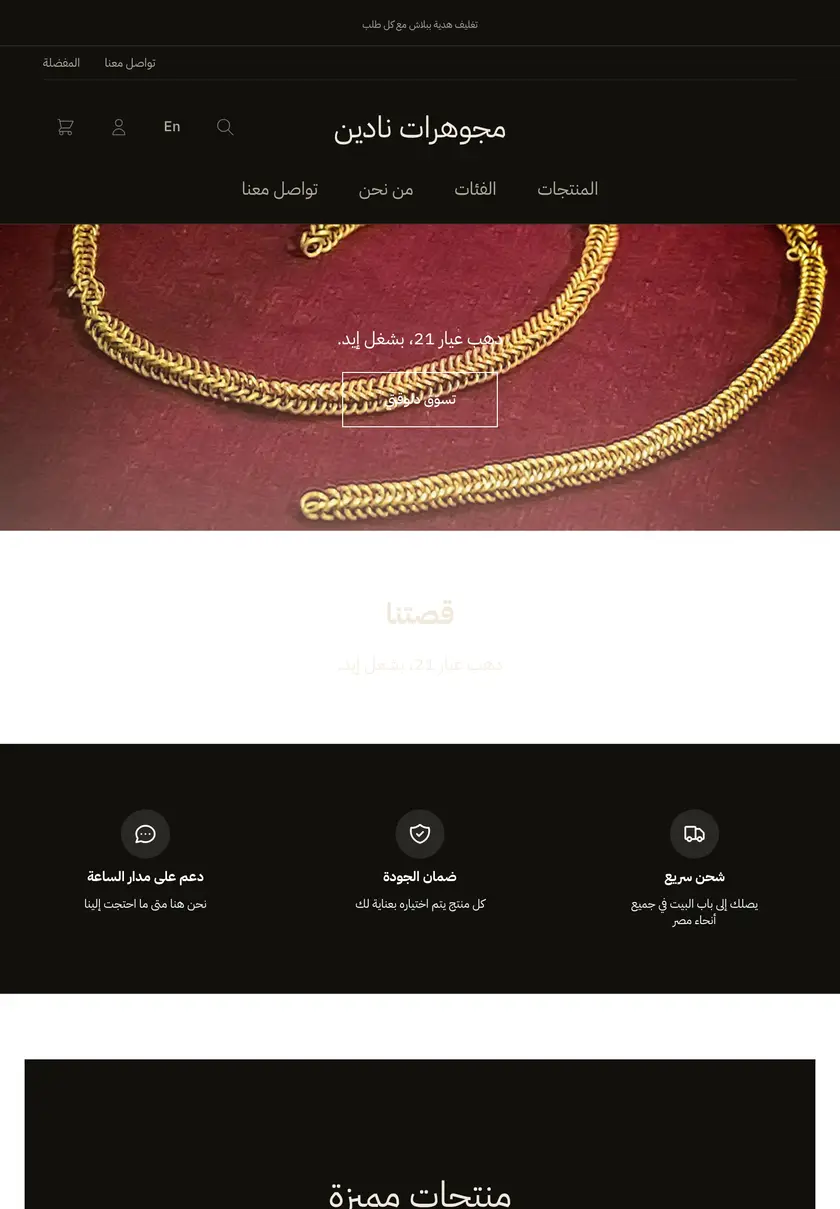 تغليف هدية ببلاش مع كل طلب
تواصل معنا
المفضلة
مجوهرات نادين
En
المنتجات
الفئات
من نحن
تواصل معنا
دهب عيار 21، بشغل إيد.
تسوق دلوقتي
قصتنا
دهب عيار 21، بشغل إيد.
شحن سريع
يصلك إلى باب البيت في جميع
أنحاء مصر
ضمان الجودة
كل منتج يتم اختياره بعناية لك
دعم على مدار الساعة
نحن هنا متى ما احتجت إلينا
منتجات مميزة